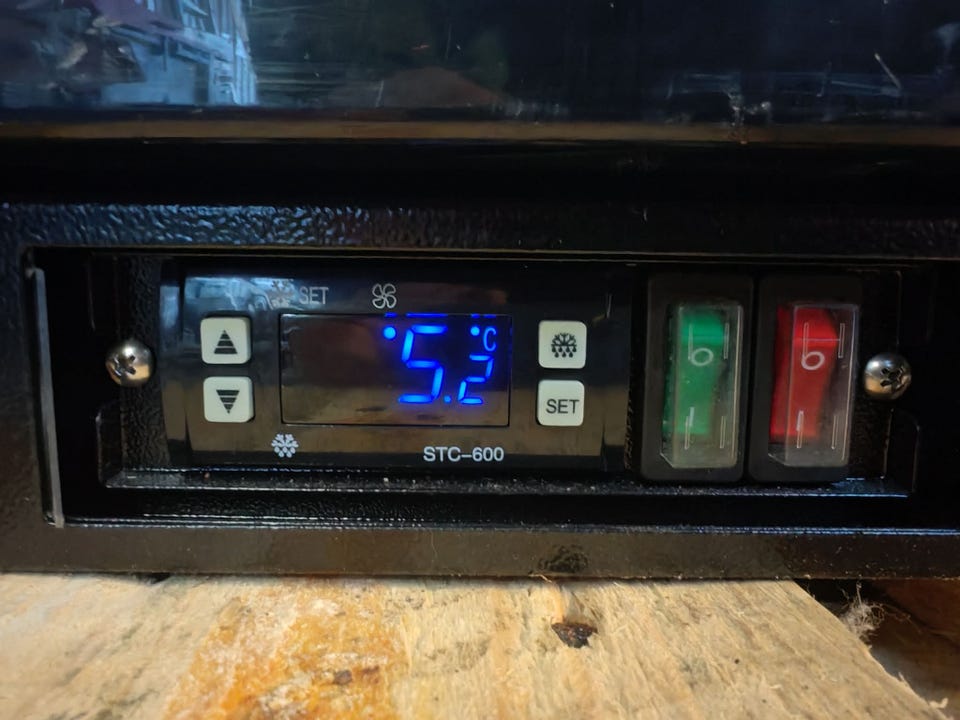 SET
5.2 °C
SET
STC-600
O
I
O
I